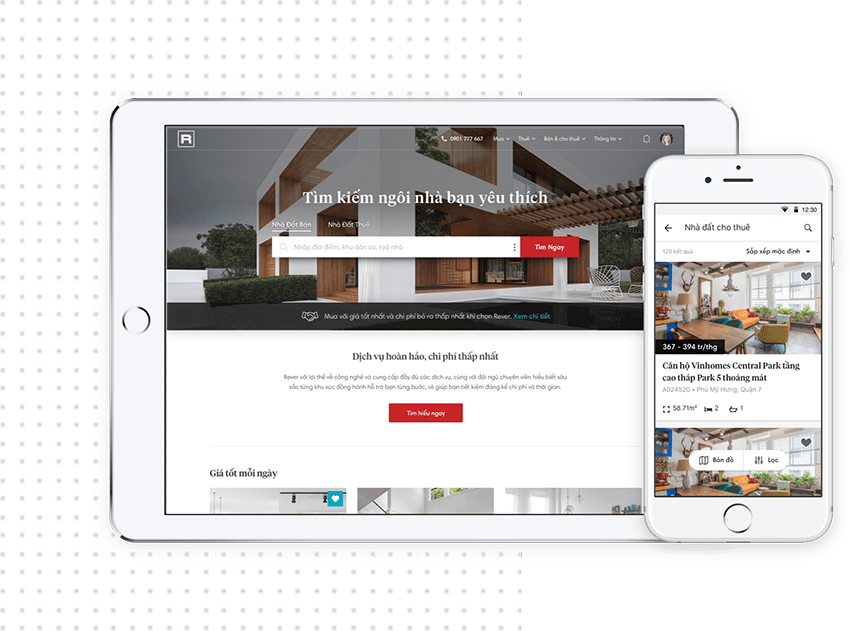 R
0901 777 667 Mua Thuê Bán & cho thuê Thông tin
Tìm kiếm ngôi nhà bạn yêu thích
Nhà Đất Bán Nhà Đất Thuê
Nhập địa điểm, khu dân cư, toà nhà
Tìm Ngay
Mua với giá tốt nhất và chi phí bỏ ra thấp nhất khi chọn Rever. Xem chi tiết
Dịch vụ hoàn hảo, chi phí thấp nhất
Rever với lợi thế về công nghệ và cung cấp đầy đủ các dịch vụ, cùng với đội ngũ chuyên viên hiểu biết sâu
sắc từng khu vực đồng hành hỗ trợ bạn từng bước, sẽ giúp bạn tiết kiệm đáng kể chi phí và thời gian.
Tìm hiểu ngay
Giá tốt mỗi ngày
12:30
Nhà đất cho thuê
120 kết quả Sắp xếp mặc định
367 - 394 tr/thg
Căn hộ Vinhomes Central Park tầng
cao tháp Park 5 thoáng mát
A024520 • Phú Mỹ Hưng, Quận 7
58.71m² 2 1
Bản đồ Lọc